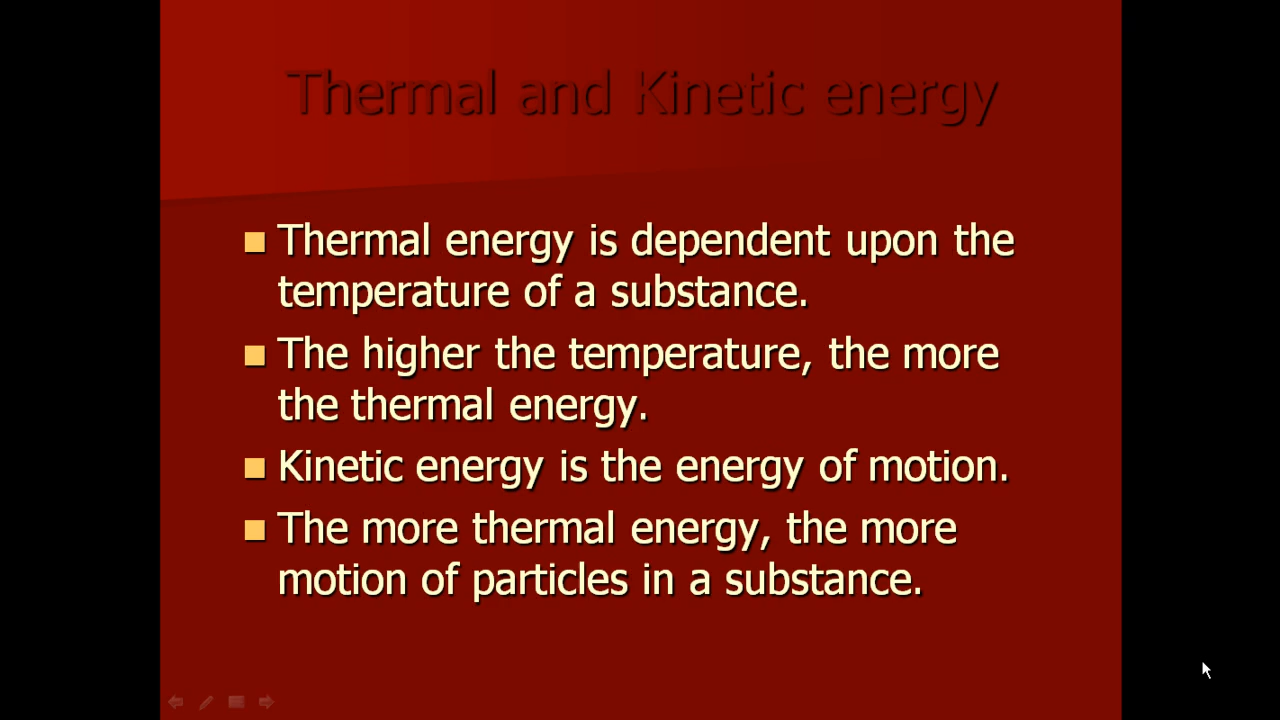 Thermal and Kinetic energy
Thermal energy is dependent upon the
temperature of a substance.
The higher the temperature, the more
the thermal energy.
Kinetic energy is the energy of motion.
The more thermal energy, the more
motion of particles in a substance.